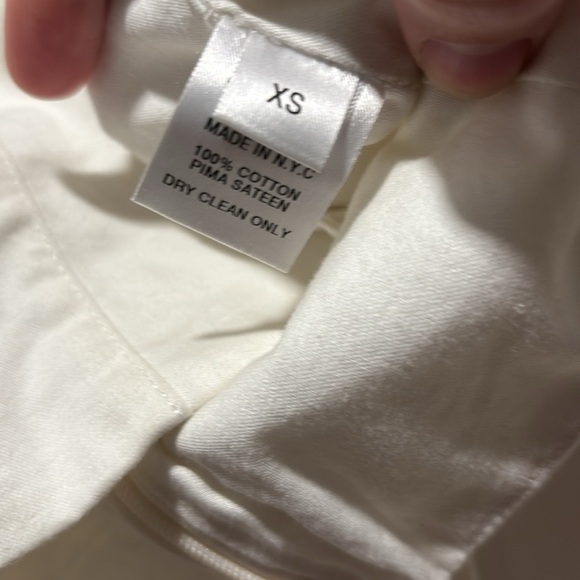 XS
MADE IN N.Y.C
100% COTTON
PIMA SATEEN
DRY CLEAN ONLY